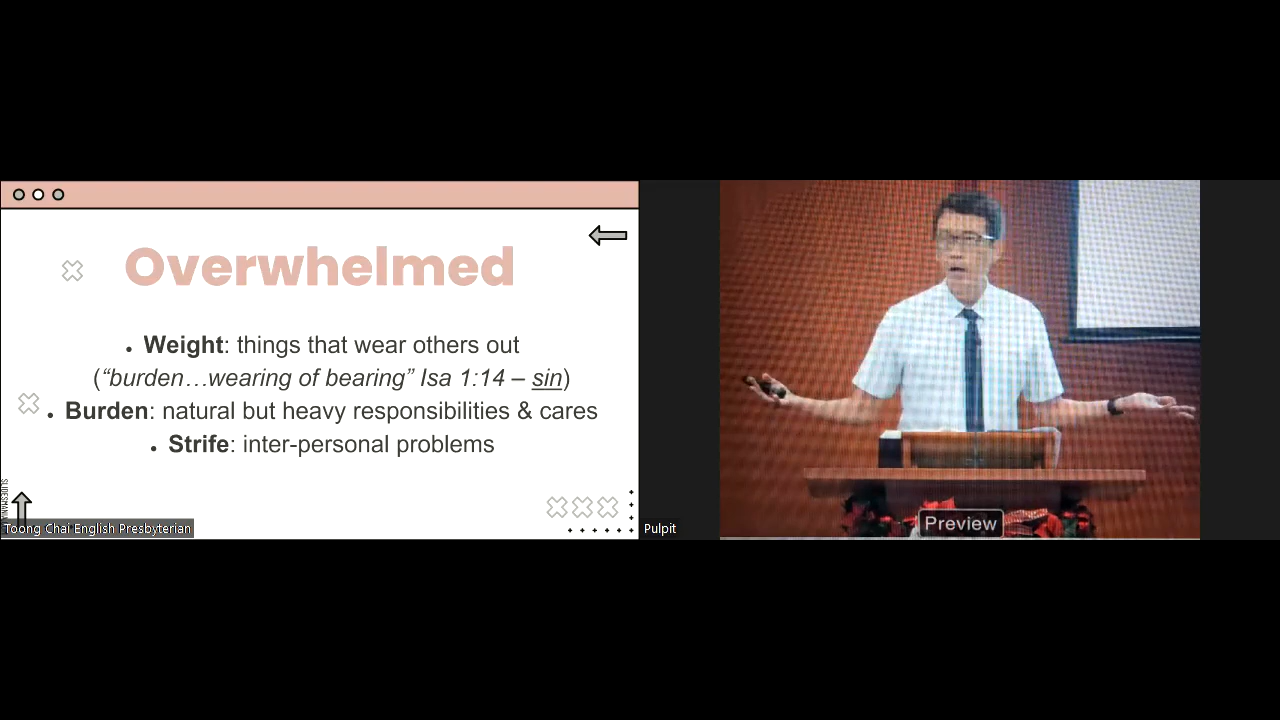 Overwhelmed
• Weight: things that wear others out
(“burden…wearing of bearing” Isa 1:14 – sin)
• Burden: natural but heavy responsibilities & cares
• Strife: inter-personal problems
Toong Chai English Presbyterian
Pulpit
Preview